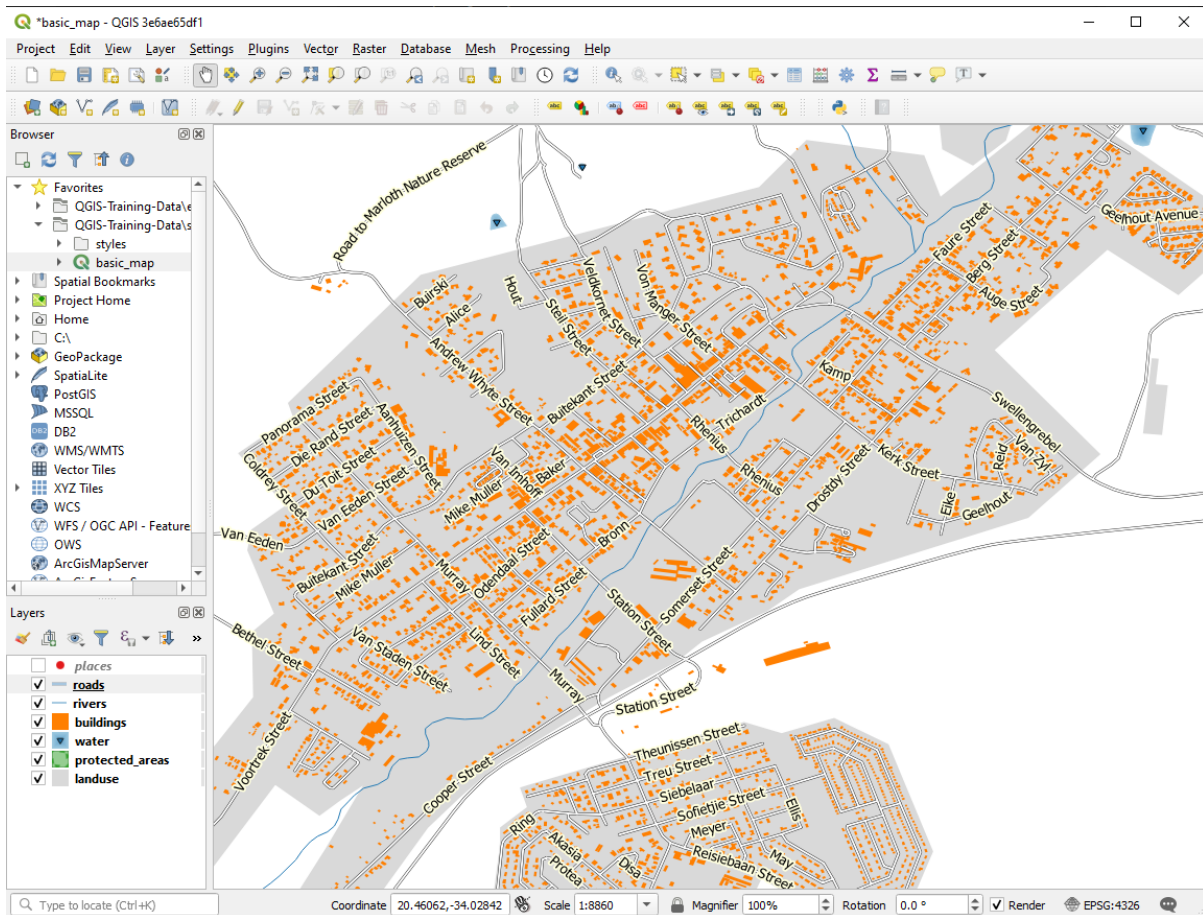 *basic_map - QGIS 3e6ae65df1
Project Edit View Layer Settings Plugins Vector Raster Database Mesh Processing Help
Browser
Favorites
QGIS-Training-Data\e
QGIS-Training-Data\s
styles
basic_map
Spatial Bookmarks
Project Home
Home
C:\
GeoPackage
SpatiaLite
PostGIS
MSSQL
DB2
WMS/WMTS
Vector Tiles
XYZ Tiles
WCS
WFS / OGC API - Feature
OWS
ArcGisMapServer
Layers
places
roads
rivers
buildings
water
protected_areas
landuse
Road to Marloth Nature Reserve
Geelhout Avenue
Faure Street
Berg Street
Auge Street
Buirski
Alice
Hout
Steil Street
Veldkornet Street
Von Manger Street
Andrew Whyte Street
Buitekant Street
Kamp
Trichardt
Rhenius
Swellengrebel
Panorama Street
Die Rand Street
Aanhuizen Street
Coldrey Street
Du Toit Street
Van Eeden Street
Van Imhoff
Baker
Mike Muller
Rhenius
Drostdy Street
Kerk Street
Reid
Van Zyl
Eike
Geelhout
Van Eeden
Buitekant Street
Mike Muller
Murray
Odendaal Street
Bronn
Fullard Street
Station Street
Somerset Street
Bethel Street
Van Staden Street
Lind Street
Murray
Station Street
Voortrek Street
Cooper Street
Theunissen Street
Treu Street
Siebelaar
Sofietjie Street
Ellis
Meyer
Ring
Akasia
Protea
Disa
Reisiebaan Street
May
Type to locate (Ctrl+K) Coordinate 20.46062,-34.02842 Scale 1:8860 Magnifier 100% Rotation 0.0 ° Render EPSG:4326